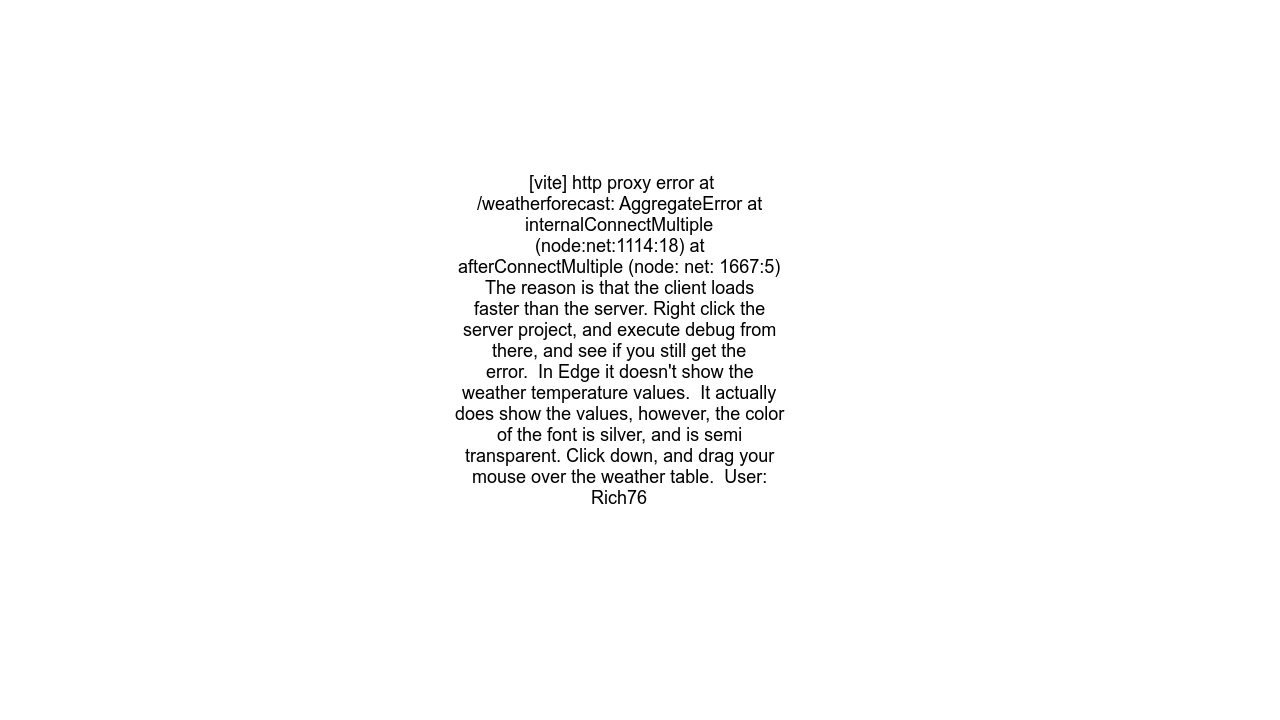 [vite] http proxy error at
/weatherforecast: AggregateError at
internalConnectMultiple
(node:net:1114:18) at
afterConnectMultiple (node: net: 1667:5)
The reason is that the client loads
faster than the server. Right click the
server project, and execute debug from
there, and see if you still get the
error.  In Edge it doesn't show the
weather temperature values.  It actually
does show the values, however, the color
of the font is silver, and is semi
transparent. Click down, and drag your
mouse over the weather table.  User:
Rich76